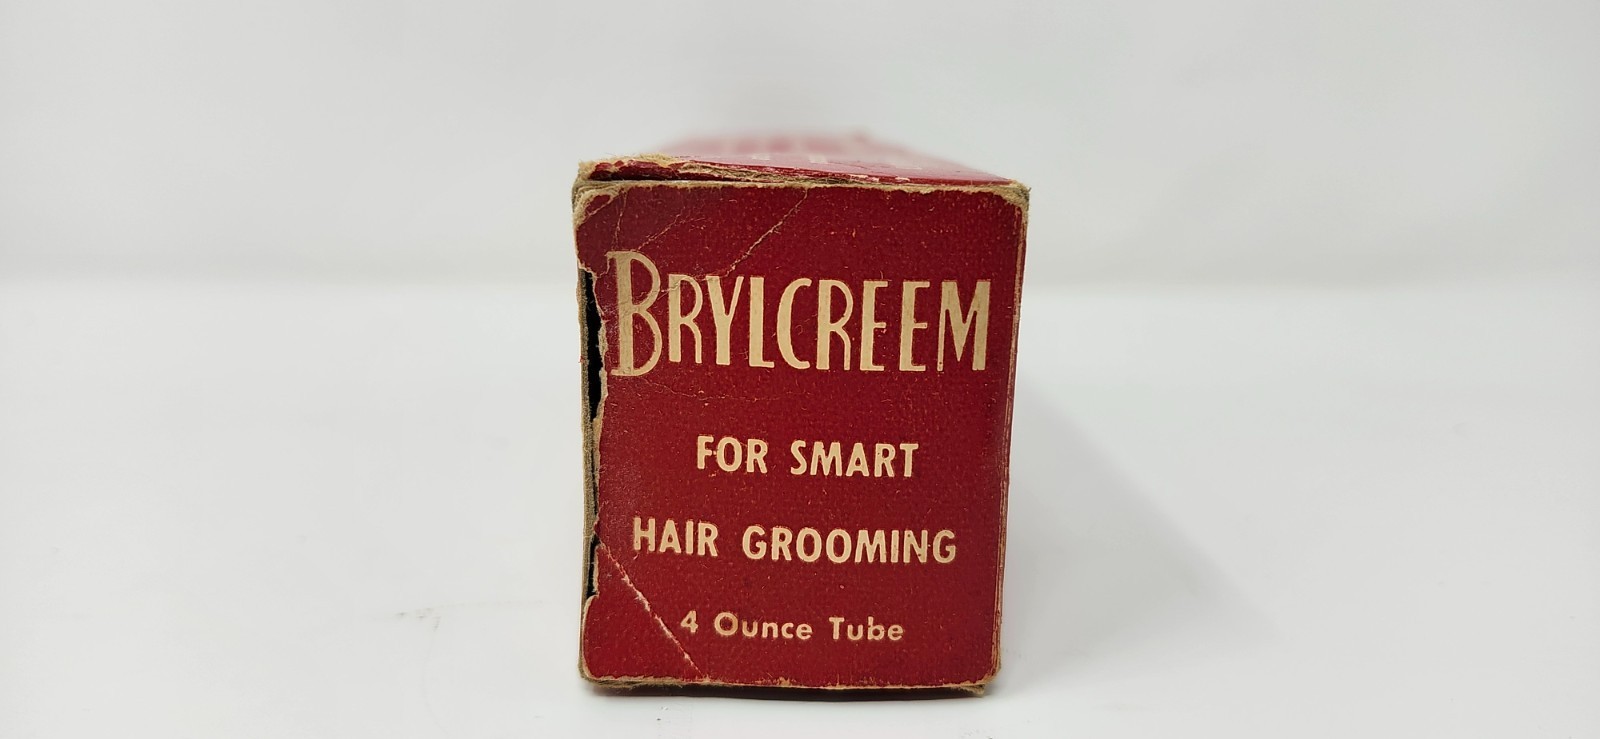 BRYLCREEM
FOR SMART
HAIR GROOMING
4 Ounce Tube